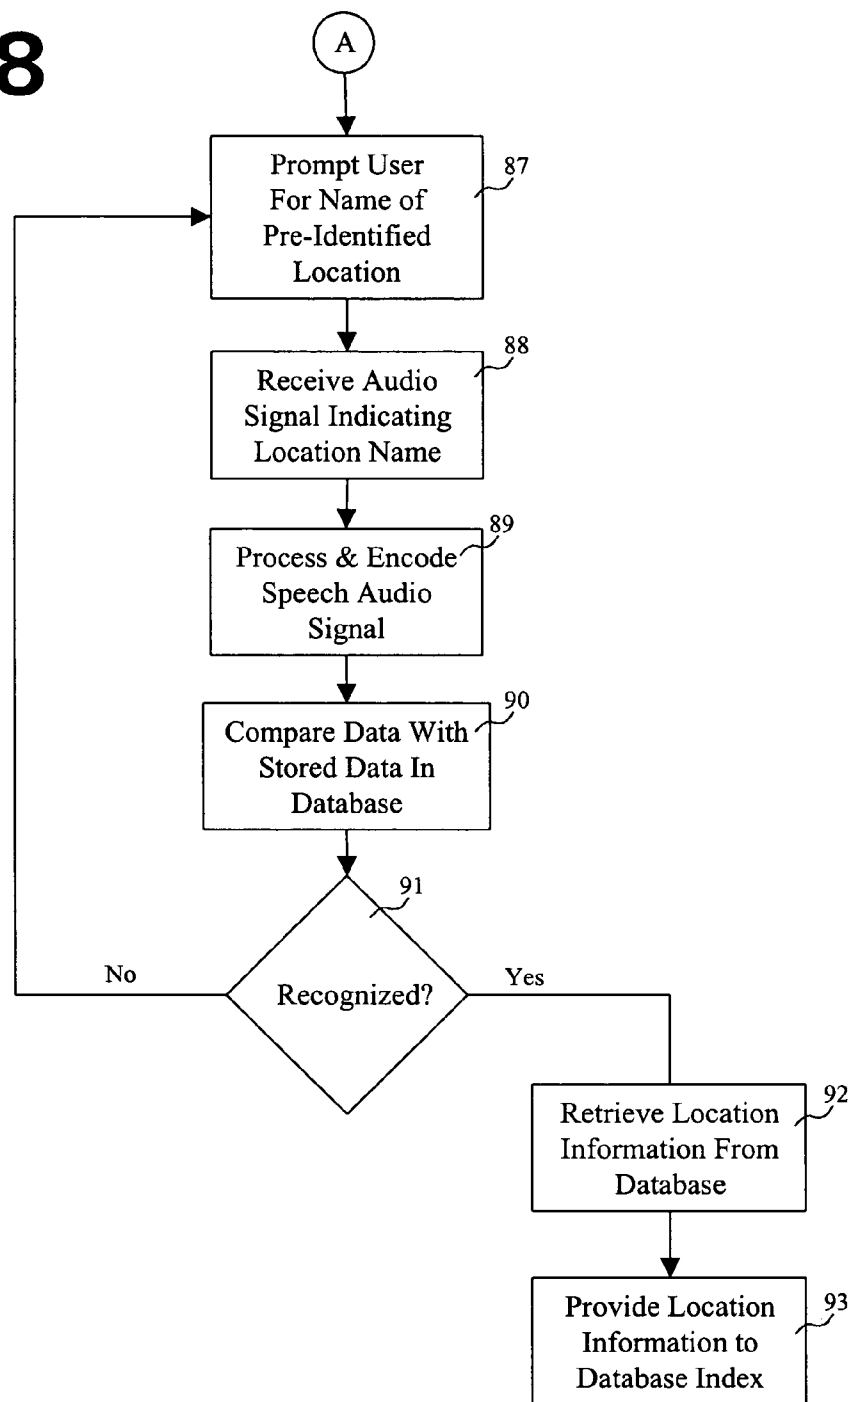 8
A
Prompt User
For Name of
Pre-Identified
Location
87
Receive Audio
Signal Indicating
Location Name
88
Process & Encode
Speech Audio
Signal
89
Compare Data With
Stored Data In
Database
90
91
Recognized?
No
Yes
Retrieve Location
Information From
Database
92
Provide Location
Information to
Database Index
93